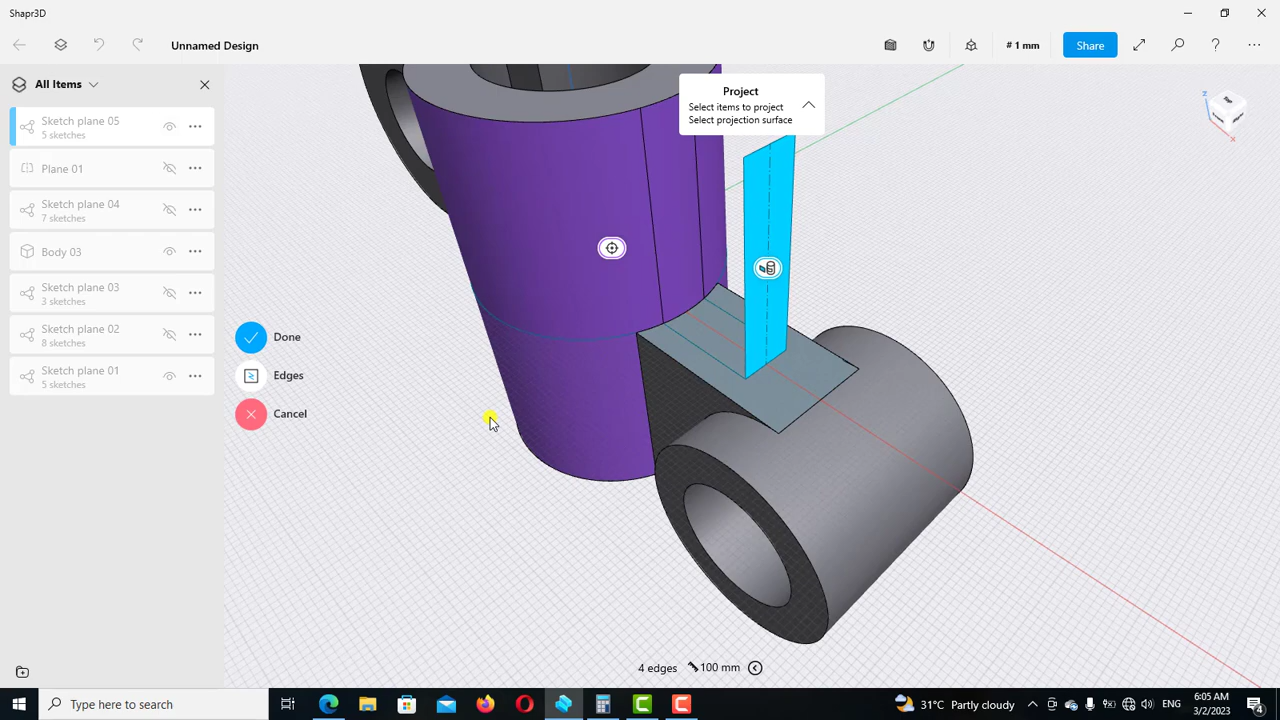 Shapr3D
Unnamed Design
# 1 mm
Share
All Items
Sketch plane 05
5 sketches
Plane 01
Sketch plane 04
7 sketches
Body 03
Sketch plane 03
3 sketches
Sketch plane 02
8 sketches
Sketch plane 01
5 sketches
Project
Select items to project
Select projection surface
Done
Edges
Cancel
4 edges 100 mm
Type here to search
31°C Partly cloudy
ENG
6:05 AM
3/2/2023
4